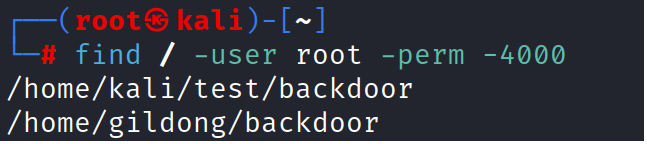 ┌──(root㉿kali)-[~]
└─# find / -user root -perm -4000
/home/kali/test/backdoor
/home/gildong/backdoor